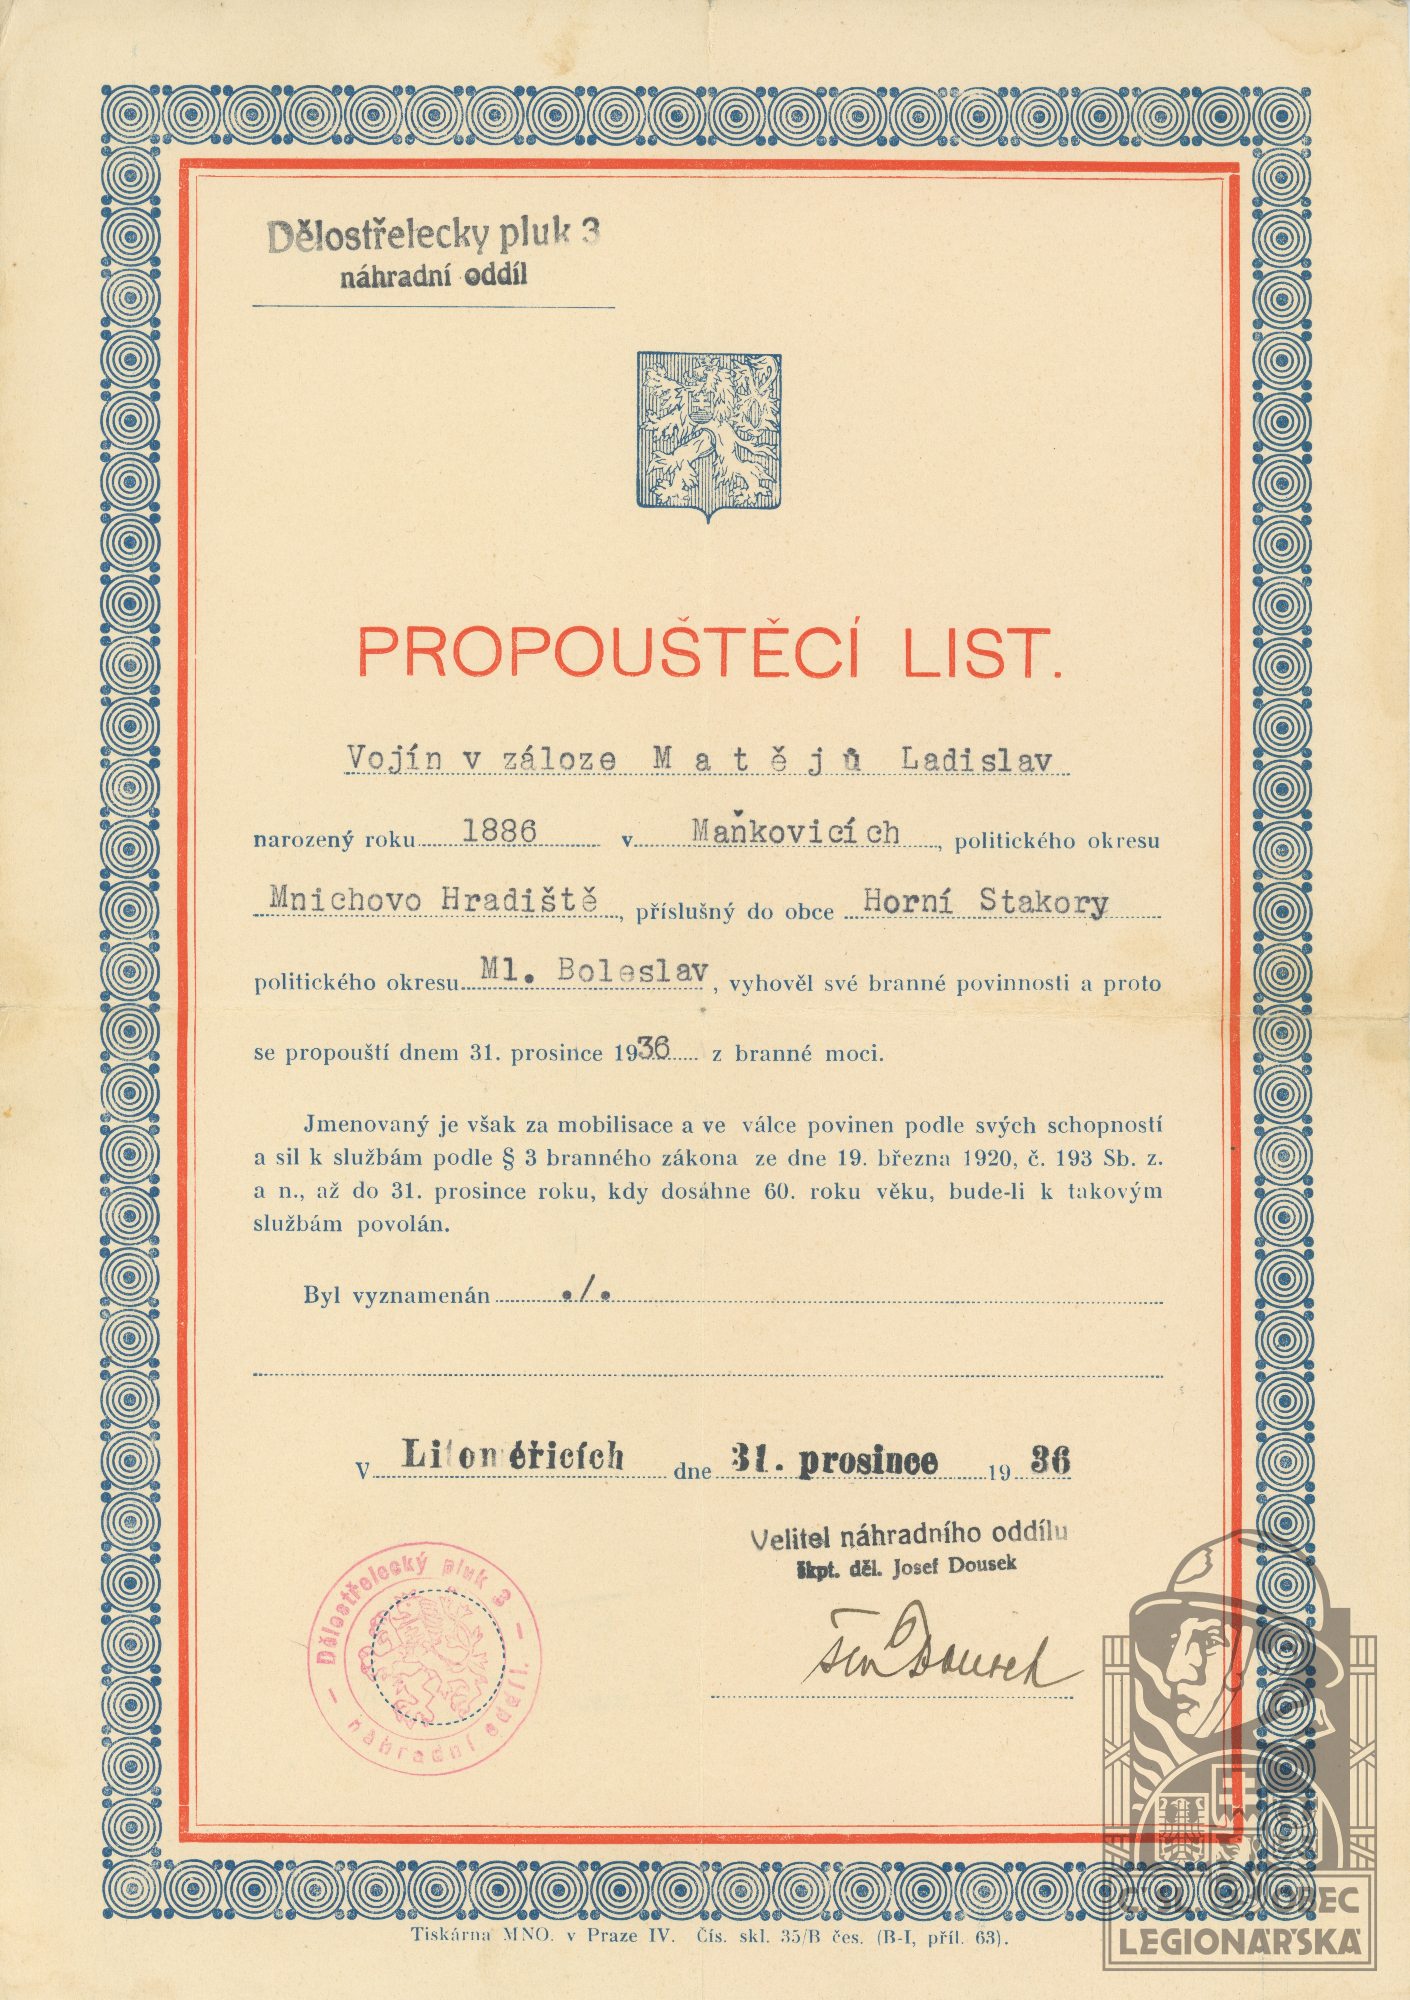 Dělostřelecky pluk 3
náhradní oddíl
PROPOUŠTĚCÍ LIST.
Vojín v záloze Matějů Ladislav
narozený roku 1886 v Maňkovicích, politického okresu
Mnichovo Hradiště, příslušný do obce Horní Stakory
politického okresu Ml. Boleslav, vyhověl své branné povinnosti a proto
se propouští dnem 31. prosince 1936 z branné moci.
Jmenovaný je však za mobilisace a ve válce povinen podle svých schopností
a sil k službám podle § 3 branného zákona ze dne 19. března 1920, č. 193 Sb. z.
a n., až do 31. prosince roku, kdy dosáhne 60. roku věku, bude-li k takovým
službám povolán.
Byl vyznamenán ./.
V Litoměřicích dne 31. prosince 1936
Velitel náhradního oddílu
škpt. děl. Josef Dousek
Dousek
Dělostřelecký pluk 3 –
– náhradní oddíl.
Tiskárna MNO. v Praze IV. Čís. skl. 35/B čes. (B-I, příl. 63).
Č. SL. OBEC
LEGIONÁŘSKÁ